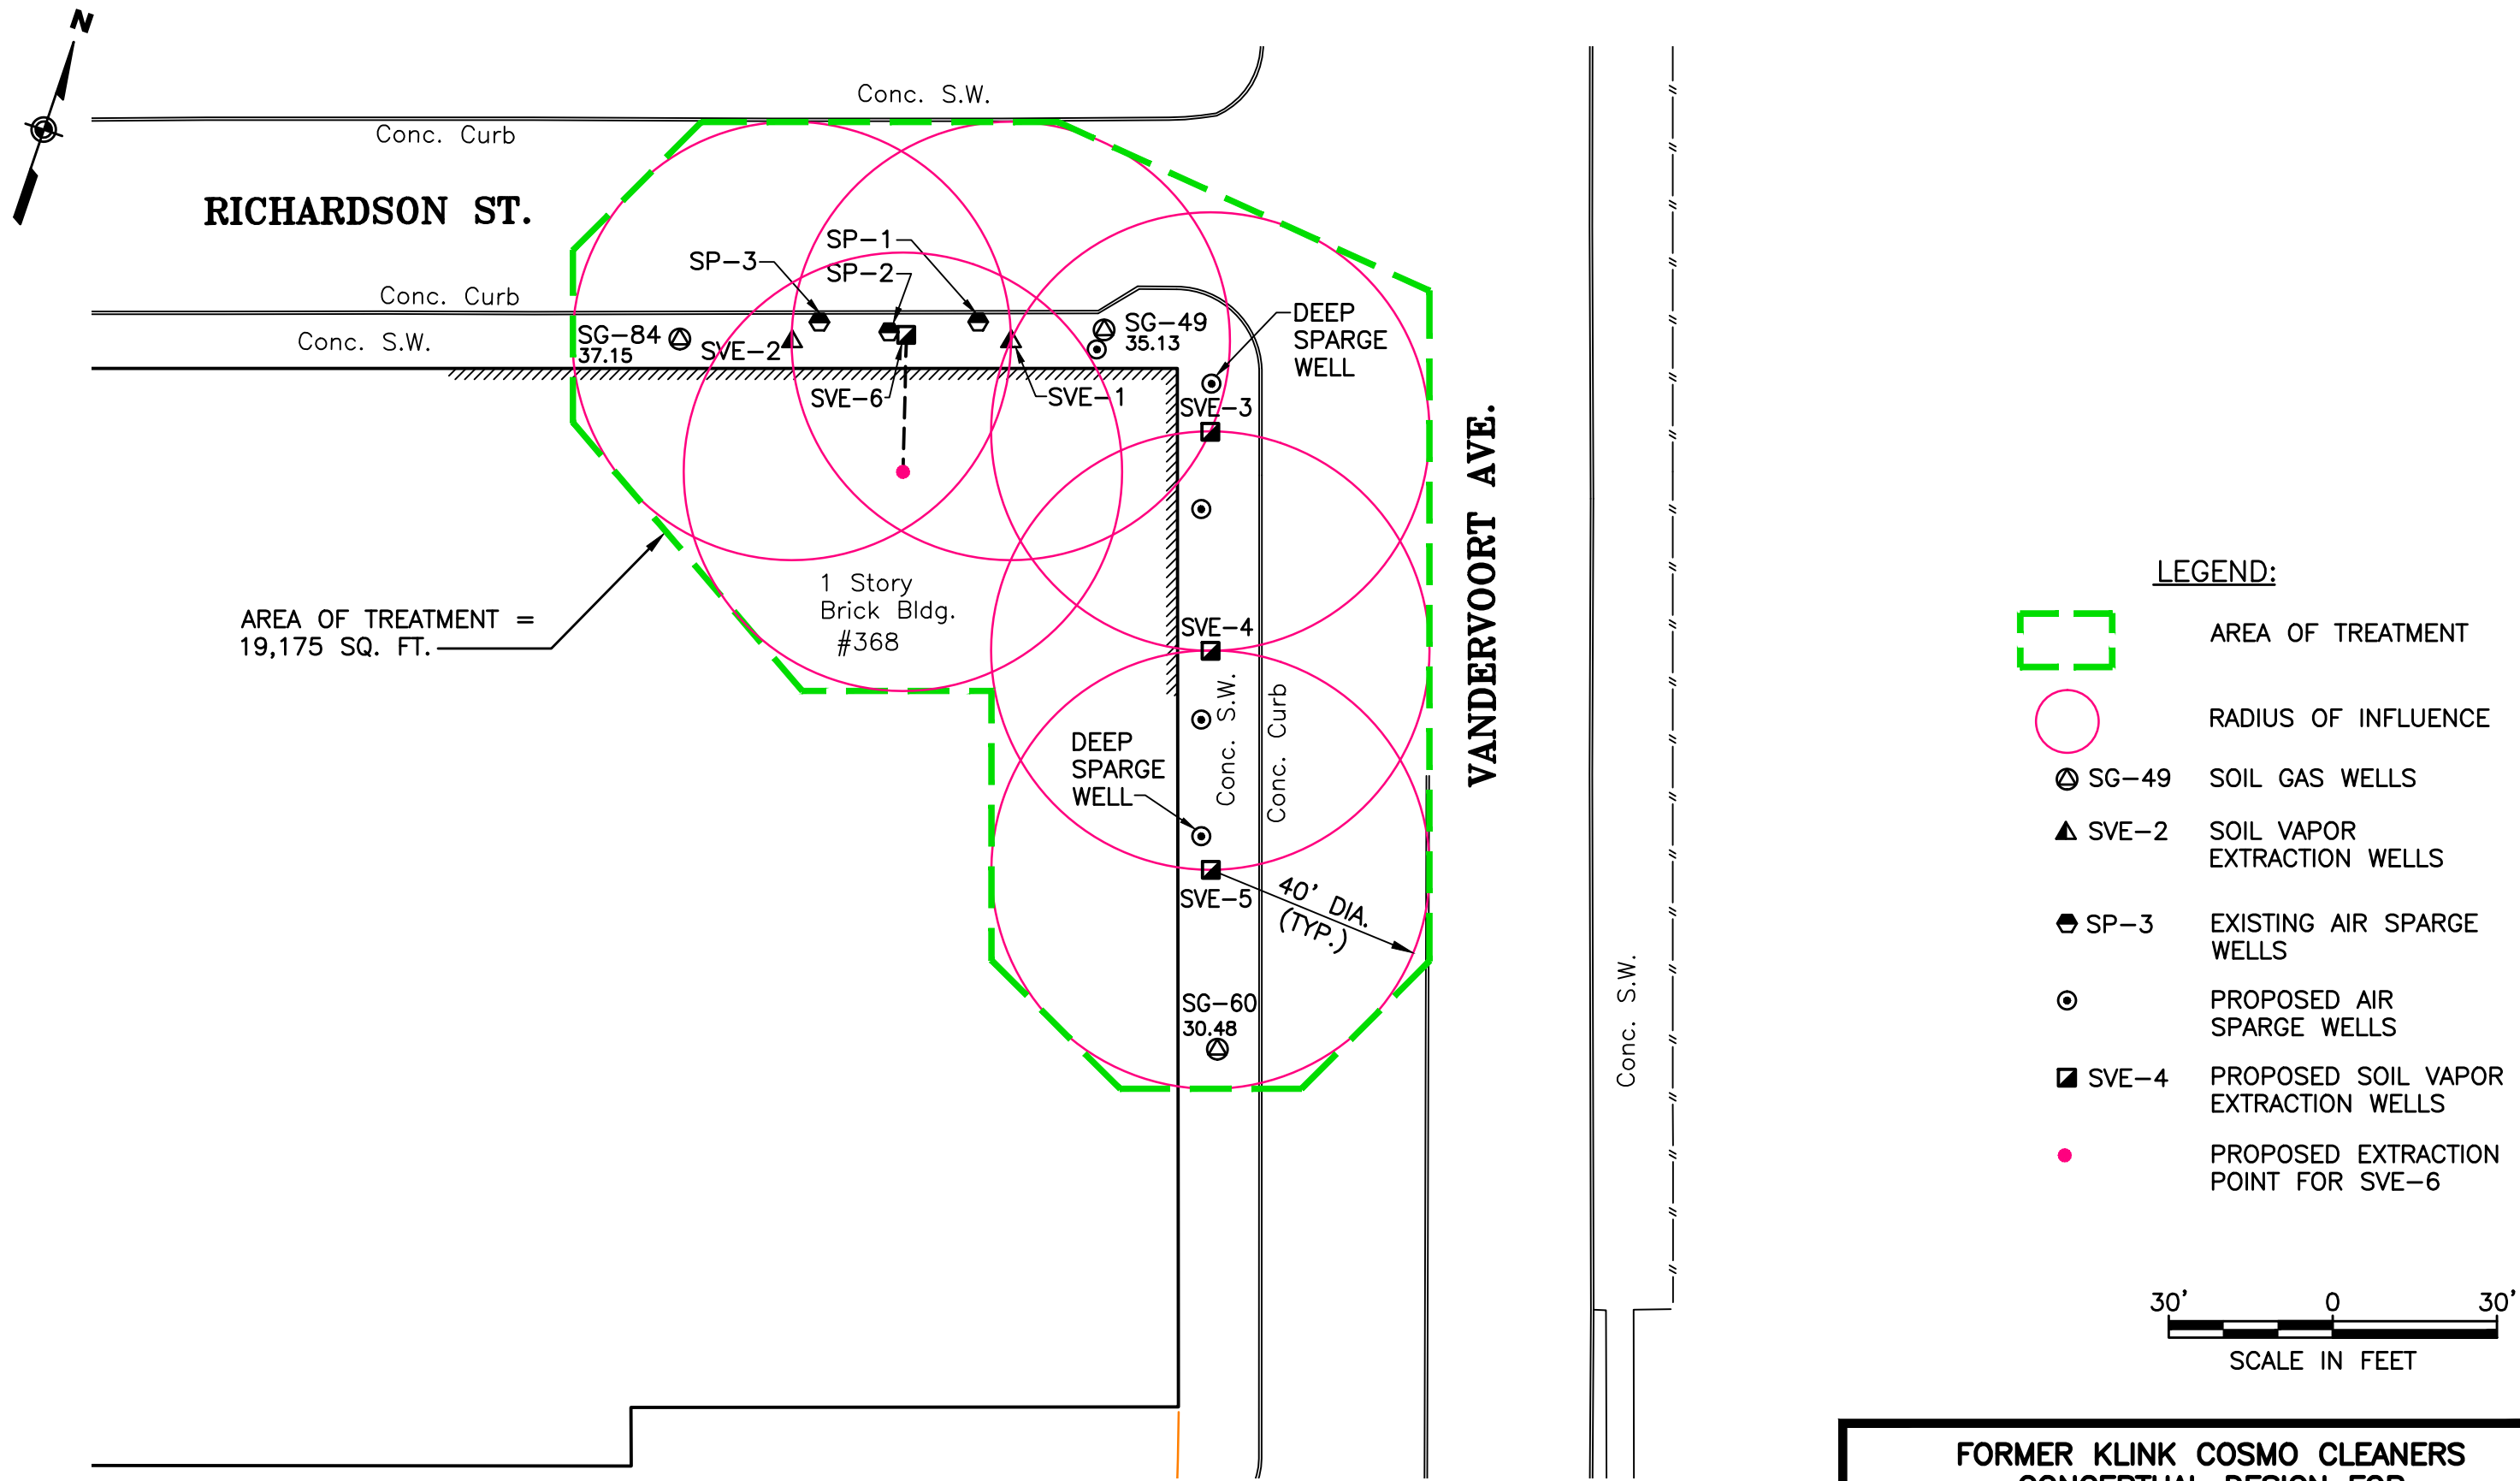 N
Conc. S.W.
Conc. Curb
RICHARDSON ST.
SP-1
SP-3
SP-2
Conc. Curb
Conc. S.W.
SG-84
37.15
SVE-2
SG-49
35.13
DEEP
SPARGE
WELL
SVE-6
SVE-1
SVE-3
VANDERVOORT AVE.
1 Story
Brick Bldg.
#368
AREA OF TREATMENT =
19,175 SQ. FT.
SVE-4
Conc. S.W.
Conc. Curb
DEEP
SPARGE
WELL
SVE-5
40' DIA.
(TYP.)
SG-60
30.48
Conc. S.W.
LEGEND:
AREA OF TREATMENT
RADIUS OF INFLUENCE
SG-49 SOIL GAS WELLS
SVE-2 SOIL VAPOR
EXTRACTION WELLS
SP-3 EXISTING AIR SPARGE
WELLS
PROPOSED AIR
SPARGE WELLS
SVE-4 PROPOSED SOIL VAPOR
EXTRACTION WELLS
PROPOSED EXTRACTION
POINT FOR SVE-6
30' 0 30'
SCALE IN FEET
FORMER KLINK COSMO CLEANERS
CONCEPTUAL DESIGN FOR